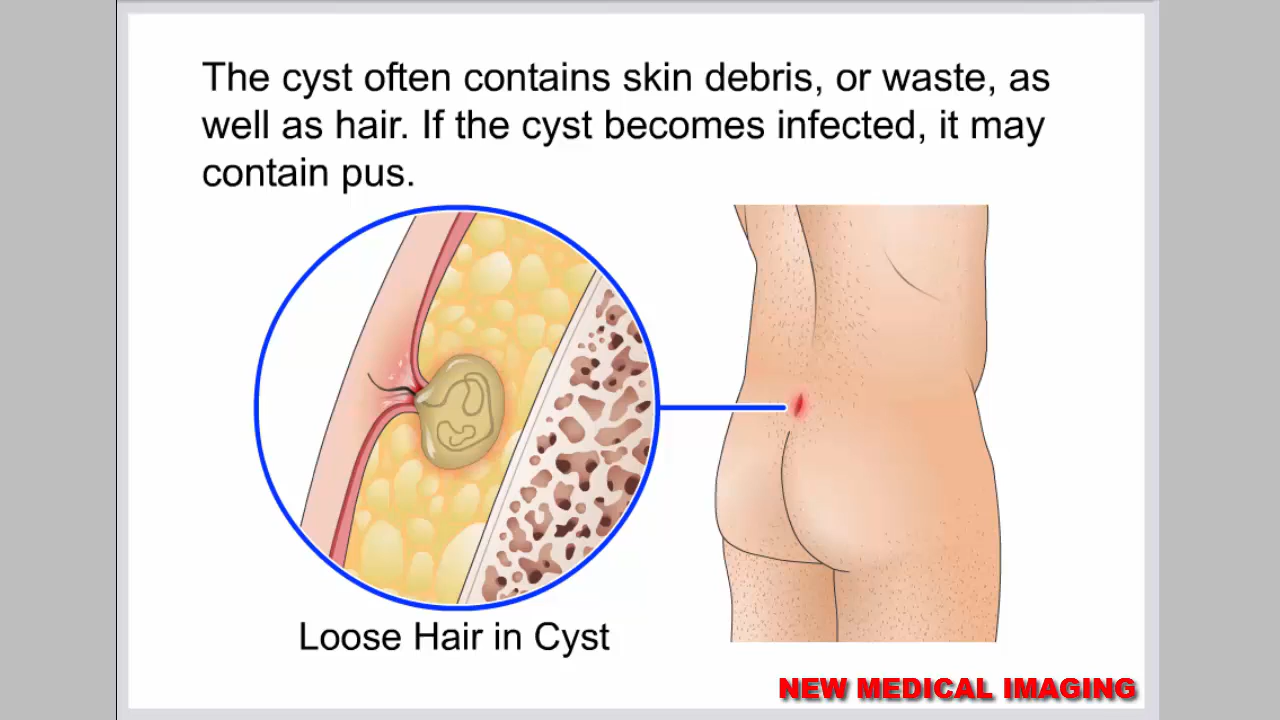 The cyst often contains skin debris, or waste, as
well as hair. If the cyst becomes infected, it may
contain pus.
Loose Hair in Cyst
NEW MEDICAL IMAGING